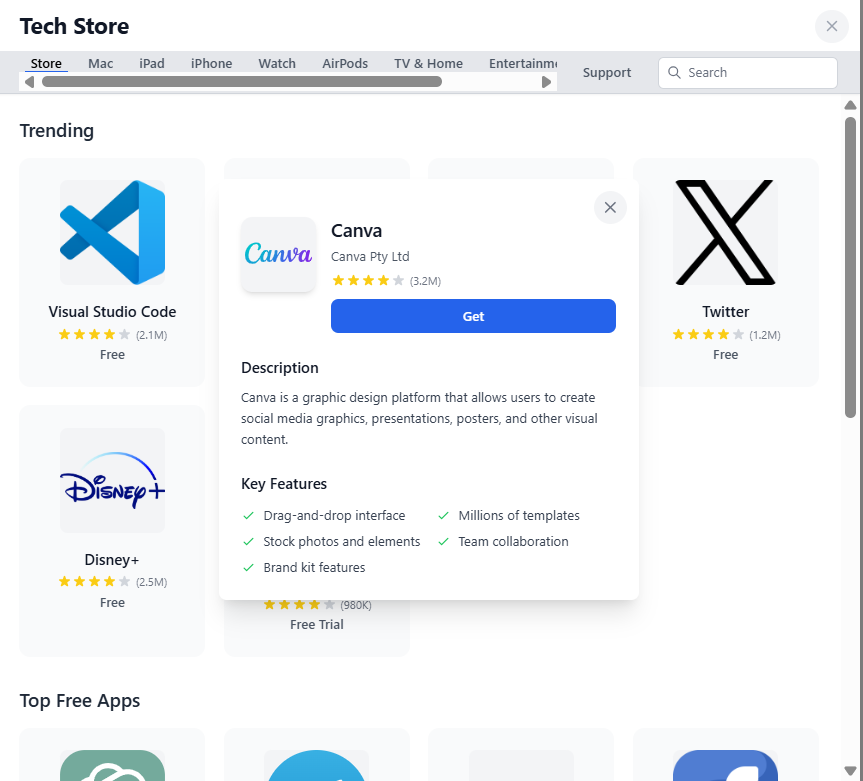 Tech Store
Store Mac iPad iPhone Watch AirPods TV & Home Entertainm
Support
Search
Trending
Visual Studio Code
(2.1M)
Free
Canva
Canva
Canva Pty Ltd
(3.2M)
Get
Description
Canva is a graphic design platform that allows users to create
social media graphics, presentations, posters, and other visual
content.
Key Features
Drag-and-drop interface
Millions of templates
Stock photos and elements
Team collaboration
Brand kit features
Twitter
(1.2M)
Free
Disney+
Disney+
(2.5M)
Free
(980K)
Free Trial
Top Free Apps